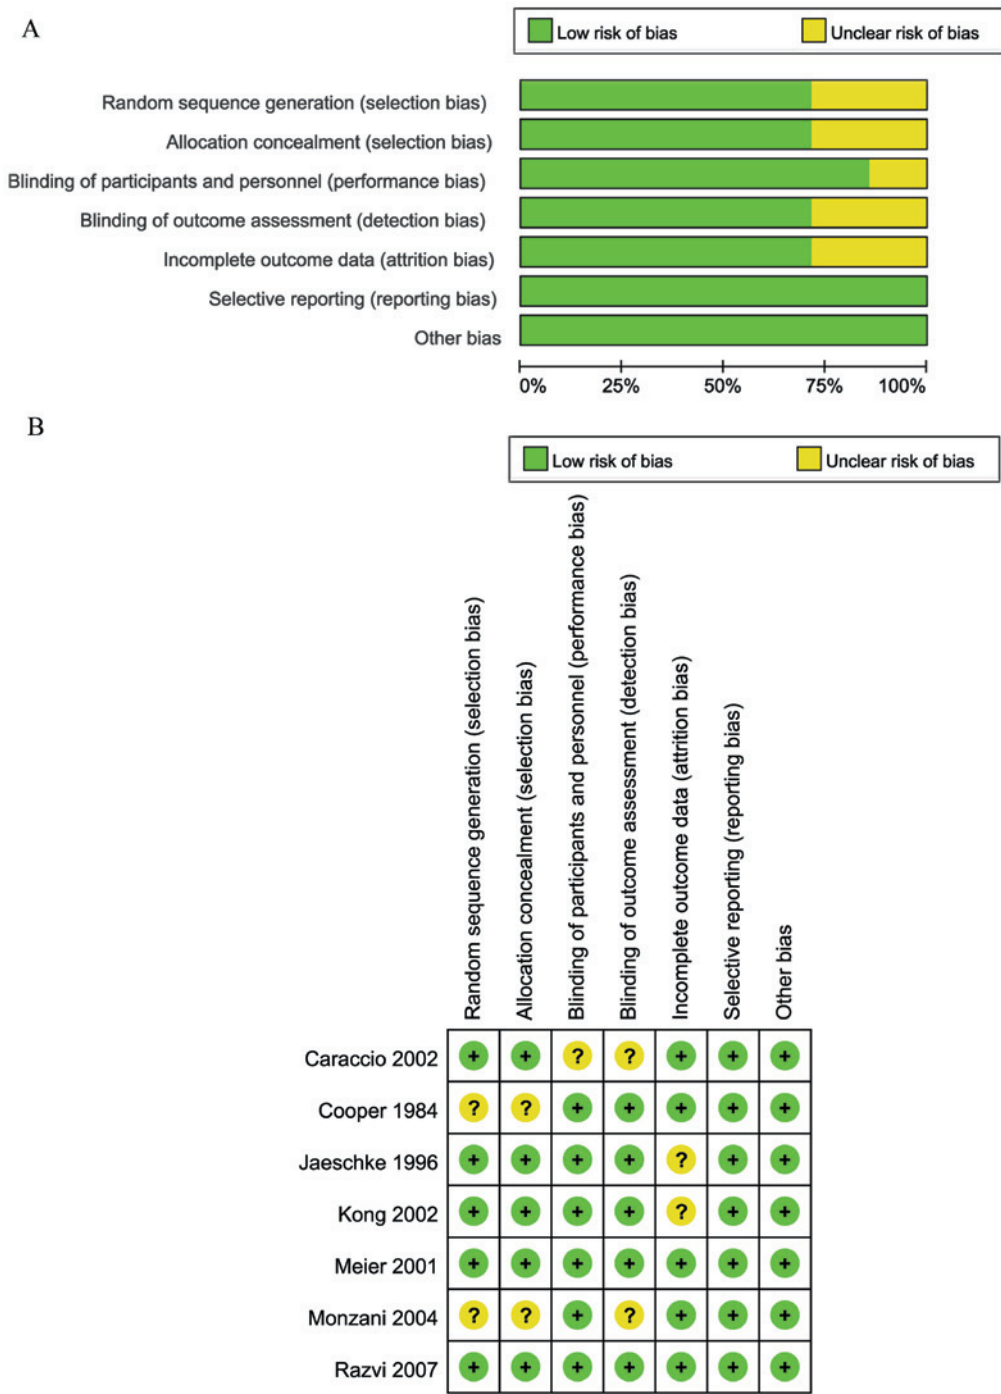 A
Low risk of bias Unclear risk of bias
Random sequence generation (selection bias)
Allocation concealment (selection bias)
Blinding of participants and personnel (performance bias)
Blinding of outcome assessment (detection bias)
Incomplete outcome data (attrition bias)
Selective reporting (reporting bias)
Other bias
0% 25% 50% 75% 100%
B
Low risk of bias Unclear risk of bias
Random sequence generation (selection bias)
Allocation concealment (selection bias)
Blinding of participants and personnel (performance bias)
Blinding of outcome assessment (detection bias)
Incomplete outcome data (attrition bias)
Selective reporting (reporting bias)
Other bias
Caraccio 2002 + + ? ? + + +
Cooper 1984 ? ? + + + + +
Jaeschke 1996 + + + + ? + +
Kong 2002 + + + + ? + +
Meier 2001 + + + + + + +
Monzani 2004 ? ? + ? + + +
Razvi 2007 + + + + + + +